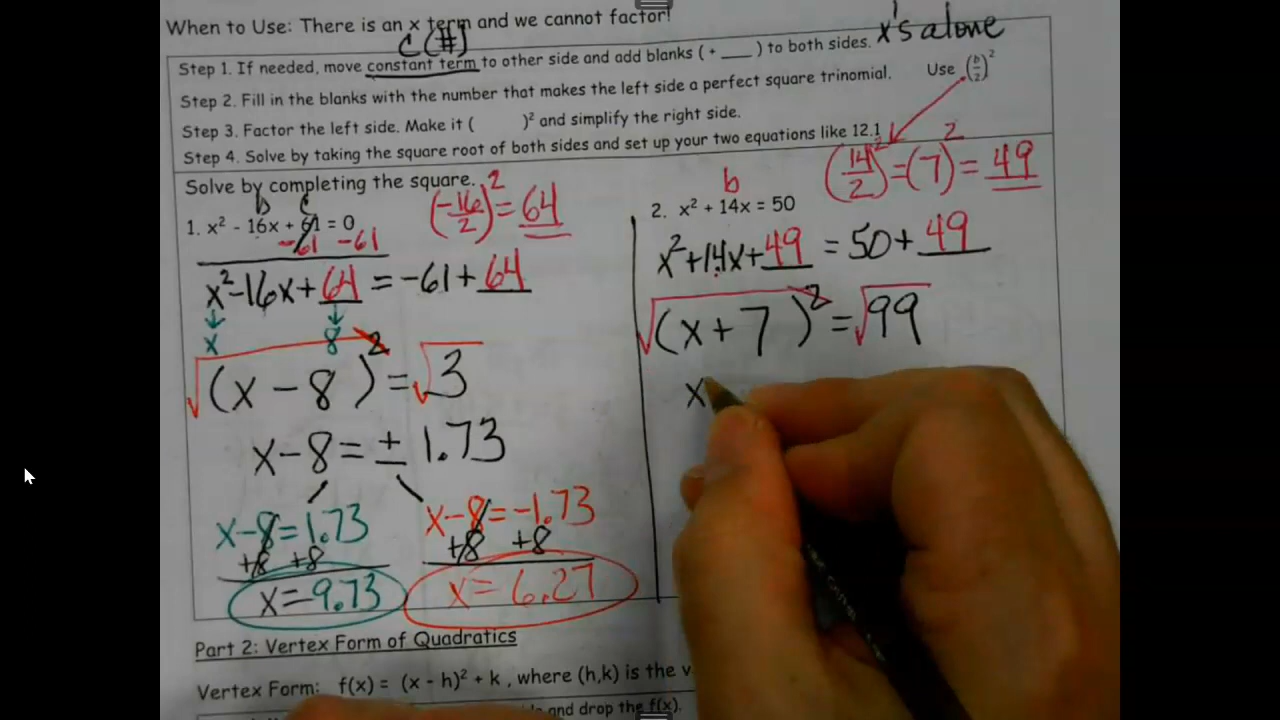 When to Use: There is an x term and we cannot factor!
C (#)
x's alone
Step 1. If needed, move constant term to other side and add blanks ( + ___ ) to both sides.
Step 2. Fill in the blanks with the number that makes the left side a perfect square trinomial. Use (b/2)²
Step 3. Factor the left side. Make it ( )² and simplify the right side.
Step 4. Solve by taking the square root of both sides and set up your two equations like 12.1
Solve by completing the square.
b c
1. x² - 16x + 61 = 0
-61 -61
(-16/2)² = 64
x²-16x+64 = -61+64
x 8
√(x-8)² = √3
x-8 = ± 1.73
x-8=1.73
+8 +8
x=9.73
x-8=-1.73
+8 +8
x=6.27
b
2. x² + 14x = 50
(14/2)² = (7)² = 49
x²+14x+49 = 50+49
√(x+7)² = √99
x
Part 2: Vertex Form of Quadratics
Vertex Form: f(x) = (x - h)² + k , where (h,k) is the
and drop the f(x).